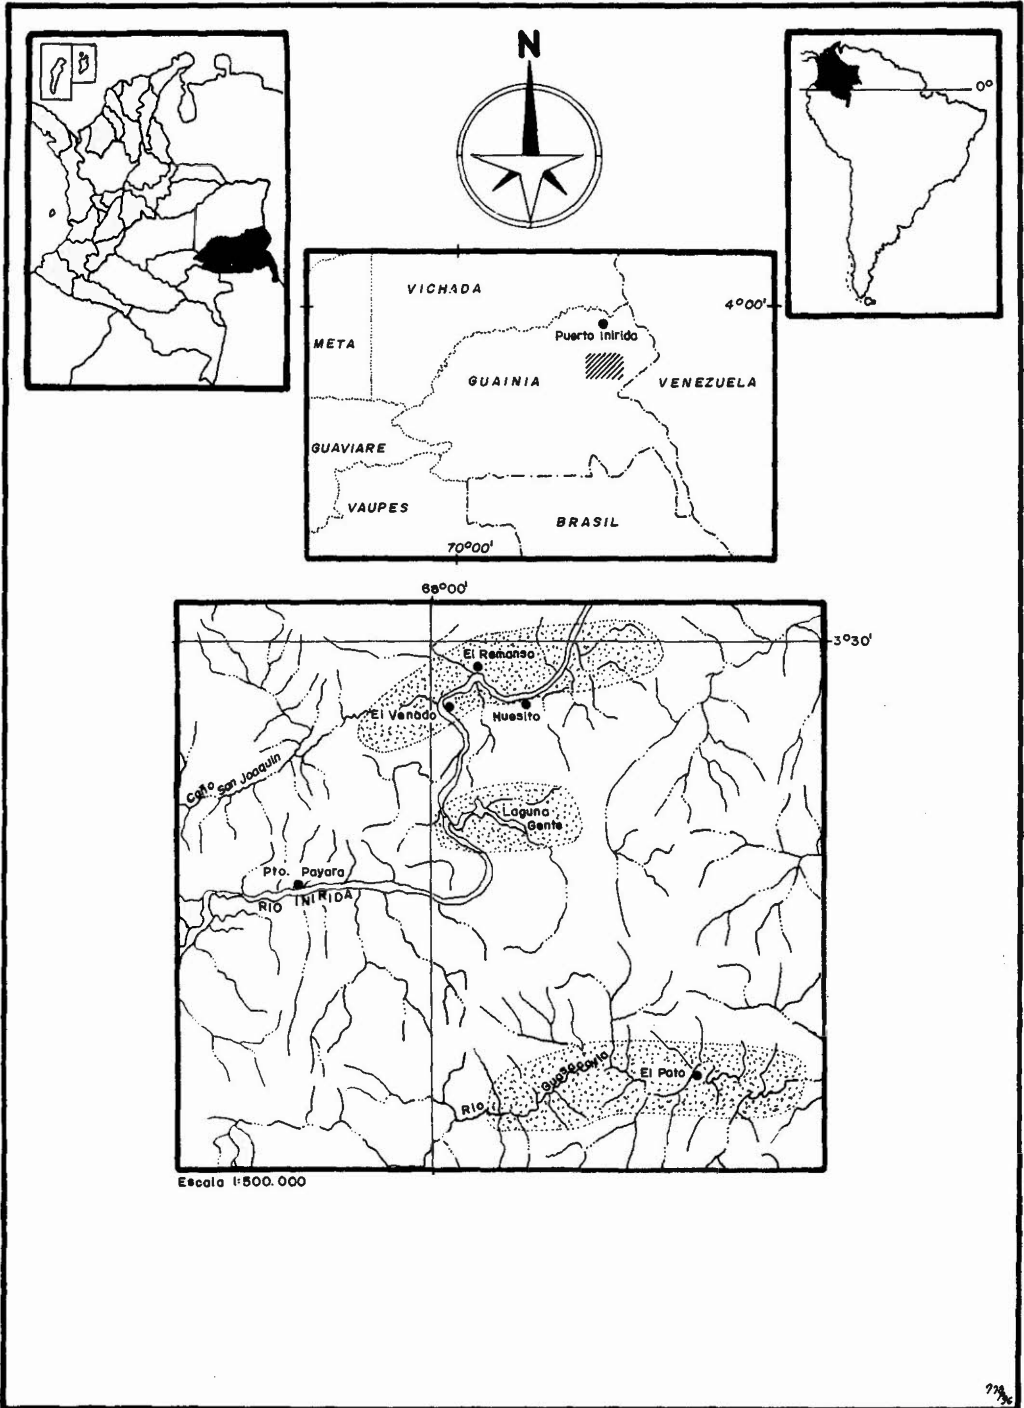 N
0°
VICHADA
4°00'
Puerto Inirida
META
GUAINIA
VENEZUELA
GUAVIARE
VAUPES
BRASIL
70°00'
68°00'
3°30'
El Remanso
El Venado
Huesito
Caño San Joaquin
Laguna
Gente
Pto. Payara
RIO INIRIDA
Rio Guasacavia
El Pato
Escala 1:500.000